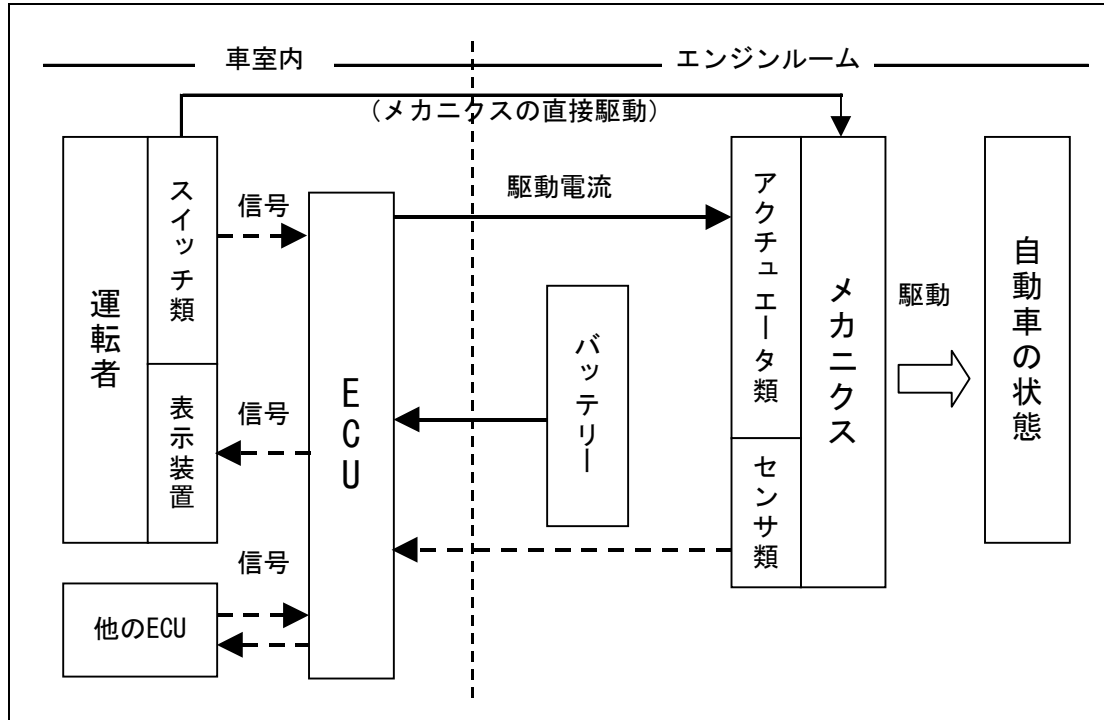 車室内
エンジンルーム
（メカニクスの直接駆動）
運転者
スイッチ類
表示装置
信号
信号
信号
他のECU
ECU
駆動電流
バッテリー
アクチュエータ類
センサ類
メカニクス
駆動
自動車の状態